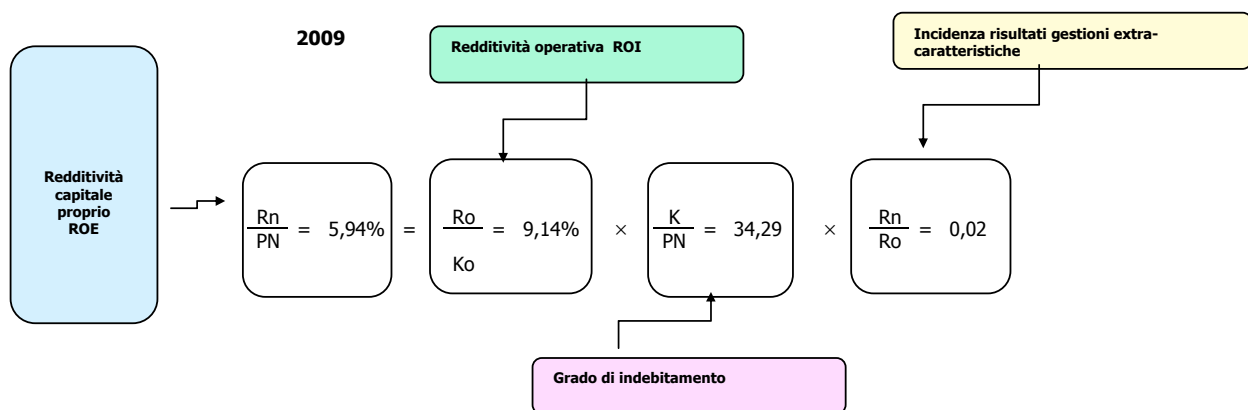 2009
Redditività operativa ROI
Incidenza risultati gestioni extra-
caratteristiche
Redditività
capitale
proprio
ROE
Rn
PN
= 5,94% =
Ro
Ko
= 9,14%
×
K
PN
= 34,29
×
Rn
Ro
= 0,02
Grado di indebitamento